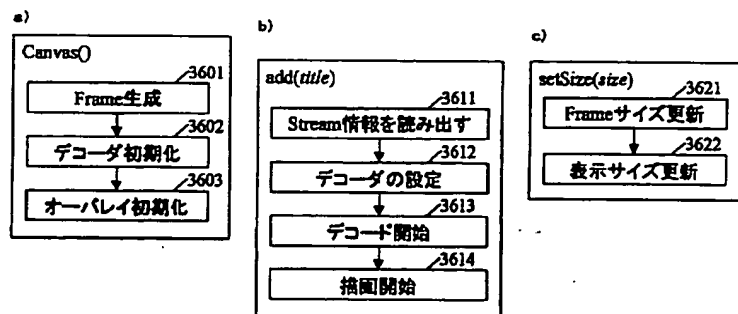 a)
Canvas()
3601
Frame生成
3602
デコーダ初期化
3603
オーバレイ初期化
b)
add(title)
3611
Stream情報を読み出す
3612
デコーダの設定
3613
デコード開始
3614
描画開始
c)
setSize(size)
3621
Frameサイズ更新
3622
表示サイズ更新